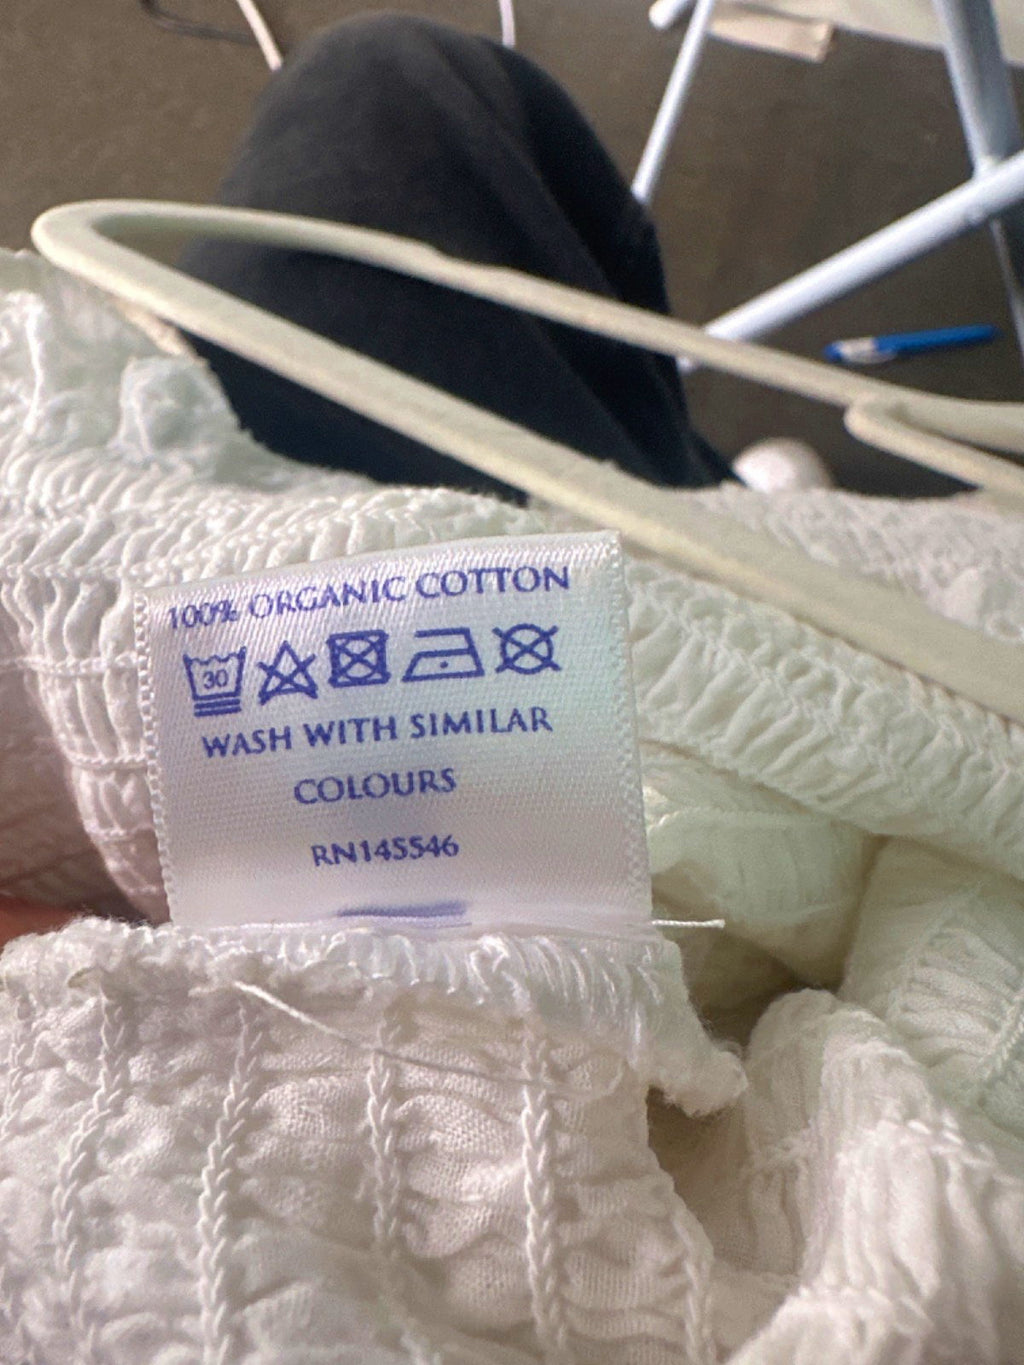 100% ORGANIC COTTON
30
WASH WITH SIMILAR
COLOURS
RN145546